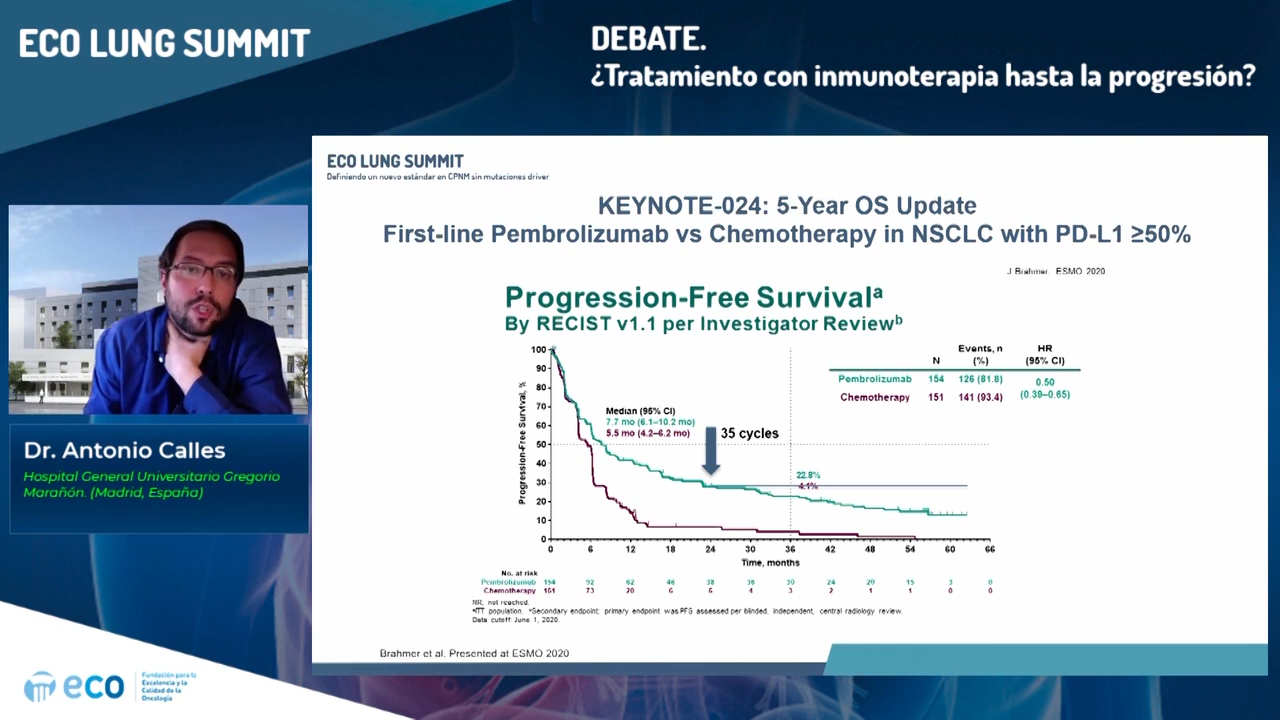 ECO LUNG SUMMIT
DEBATE.
¿Tratamiento con inmunoterapia hasta la progresión?
ECO LUNG SUMMIT
Definiendo un nuevo estándar en CPNM sin mutaciones driver
KEYNOTE-024: 5-Year OS Update
First-line Pembrolizumab vs Chemotherapy in NSCLC with PD-L1 ≥50%
J. Brahmer. ESMO 2020
Progression-Free Survivalᵃ
By RECIST v1.1 per Investigator Reviewᵇ
N
Events, n (%)
HR (95% CI)
Pembrolizumab 154 126 (81.8) 0.50 (0.39–0.65)
Chemotherapy 151 141 (93.4)
Progression-Free Survival, %
100
90
80
70
60
50
40
30
20
10
0
Median (95% CI)
7.7 mo (6.1–10.2 mo)
5.5 mo (4.2–6.2 mo)
35 cycles
22.8%
4.1%
0 6 12 18 24 30 36 42 48 54 60 66
Time, months
No. at risk
Pembrolizumab 154 92 62 46 38 36 30 24 20 15 3 0
Chemotherapy 151 73 20 6 5 4 3 2 1 1 0 0
NR, not reached.
ᵃITT population. ᵇSecondary endpoint; primary endpoint was PFS assessed per blinded, independent, central radiology review.
Data cutoff: June 1, 2020.
Brahmer et al. Presented at ESMO 2020
Dr. Antonio Calles
Hospital General Universitario Gregorio
Marañón. (Madrid, España)
eco
Fundación para la
Excelencia y la
Calidad de la
Oncología